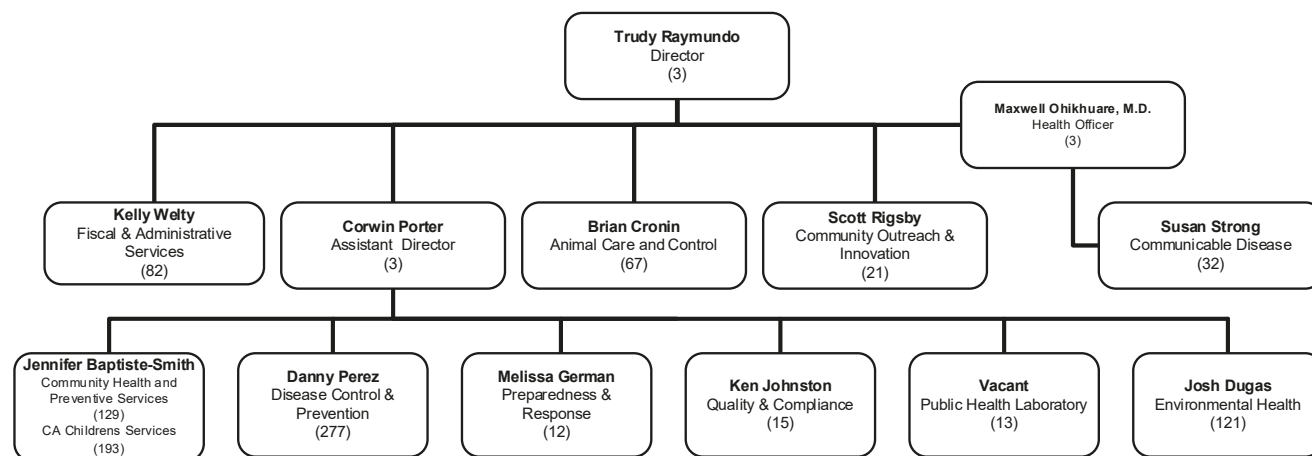 Trudy Raymundo
Director
(3)
Maxwell Ohikhuare, M.D.
Health Officer
(3)
Kelly Welty
Fiscal & Administrative
Services
(82)
Corwin Porter
Assistant Director
(3)
Brian Cronin
Animal Care and Control
(67)
Scott Rigsby
Community Outreach &
Innovation
(21)
Susan Strong
Communicable Disease
(32)
Jennifer Baptiste-Smith
Community Health and
Preventive Services
(129)
CA Childrens Services
(193)
Danny Perez
Disease Control &
Prevention
(277)
Melissa German
Preparedness &
Response
(12)
Ken Johnston
Quality & Compliance
(15)
Vacant
Public Health Laboratory
(13)
Josh Dugas
Environmental Health
(121)